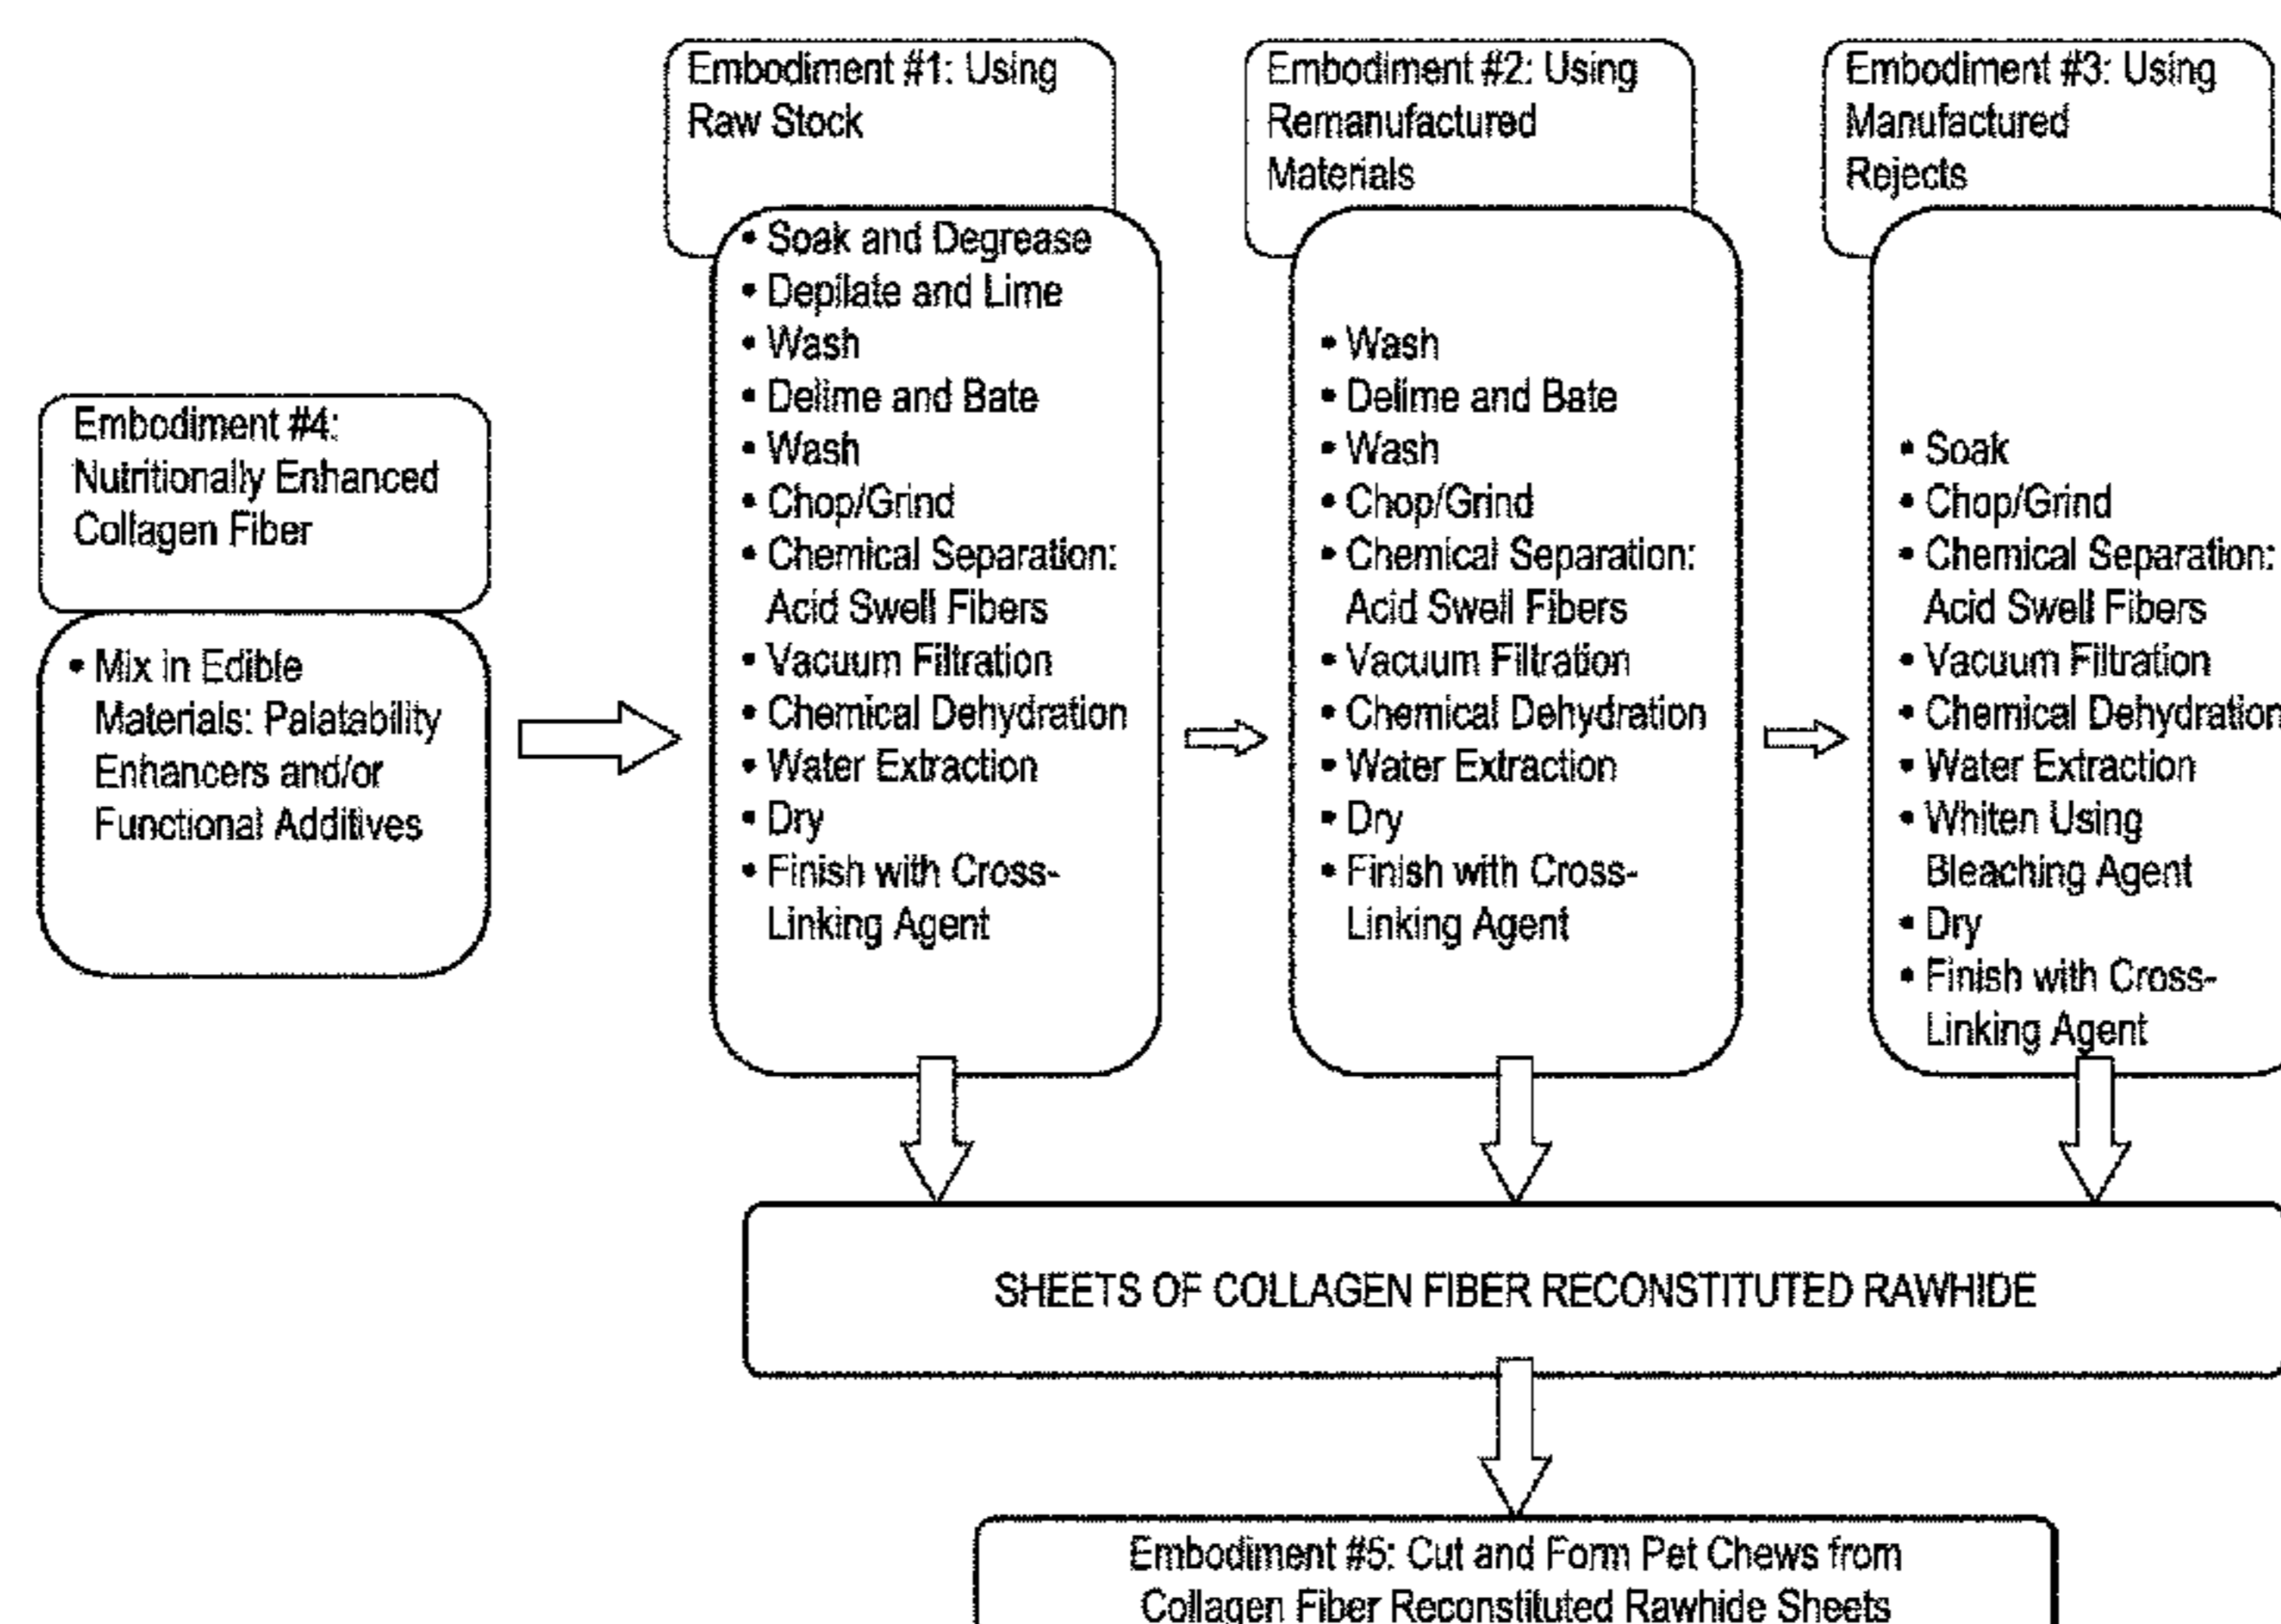 Embodiment #1: Using
Raw Stock
• Soak and Degrease
• Depilate and Lime
• Wash
• Delime and Bate
• Wash
• Chop/Grind
• Chemical Separation:
Acid Swell Fibers
• Vacuum Filtration
• Chemical Dehydration
• Water Extraction
• Dry
• Finish with Cross-
Linking Agent
Embodiment #2: Using
Remanufactured
Materials
• Wash
• Delime and Bate
• Wash
• Chop/Grind
• Chemical Separation:
Acid Swell Fibers
• Vacuum Filtration
• Chemical Dehydration
• Water Extraction
• Dry
• Finish with Cross-
Linking Agent
Embodiment #3: Using
Manufactured
Rejects
• Soak
• Chop/Grind
• Chemical Separation:
Acid Swell Fibers
• Vacuum Filtration
• Chemical Dehydration
• Water Extraction
• Whiten Using
Bleaching Agent
• Dry
• Finish with Cross-
Linking Agent
Embodiment #4:
Nutritionally Enhanced
Collagen Fiber
• Mix in Edible
Materials: Palatability
Enhancers and/or
Functional Additives
SHEETS OF COLLAGEN FIBER RECONSTITUTED RAWHIDE
Embodiment #5: Cut and Form Pet Chews from
Collagen Fiber Reconstituted Rawhide Sheets